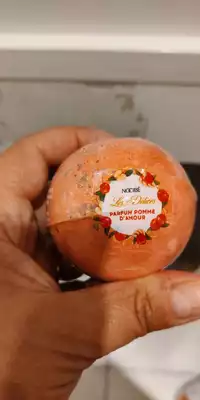 NOCIBÉ
Les Délices
PARFUM POMME
D'AMOUR